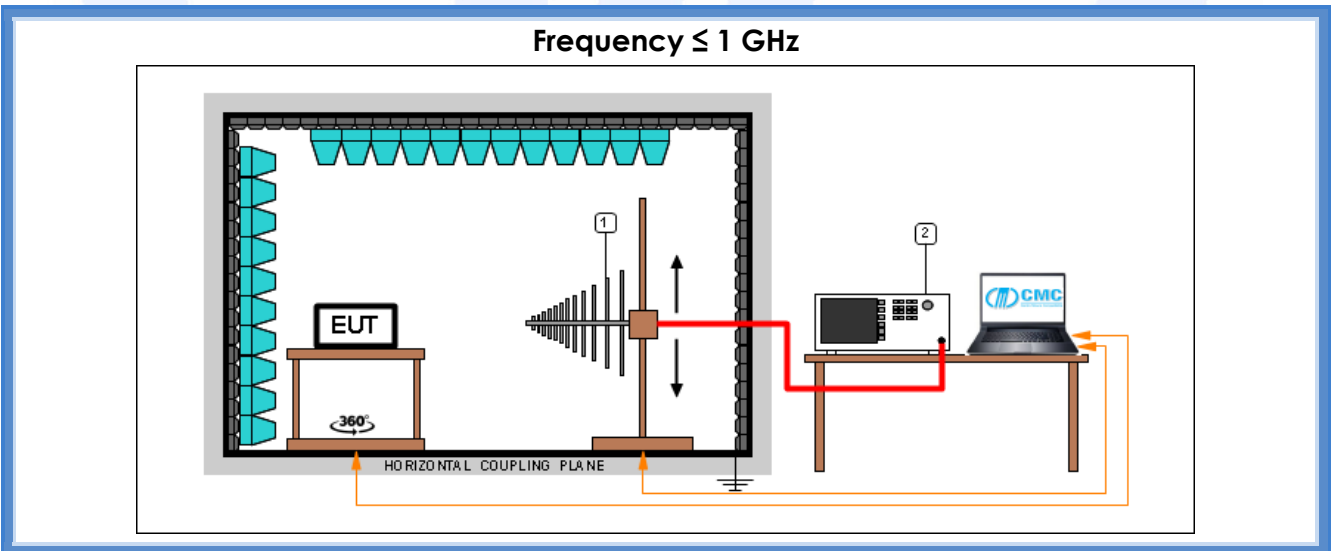 Frequency ≤ 1 GHz
1
2
CMC
EUT
360°
HORIZONTAL COUPLING PLANE